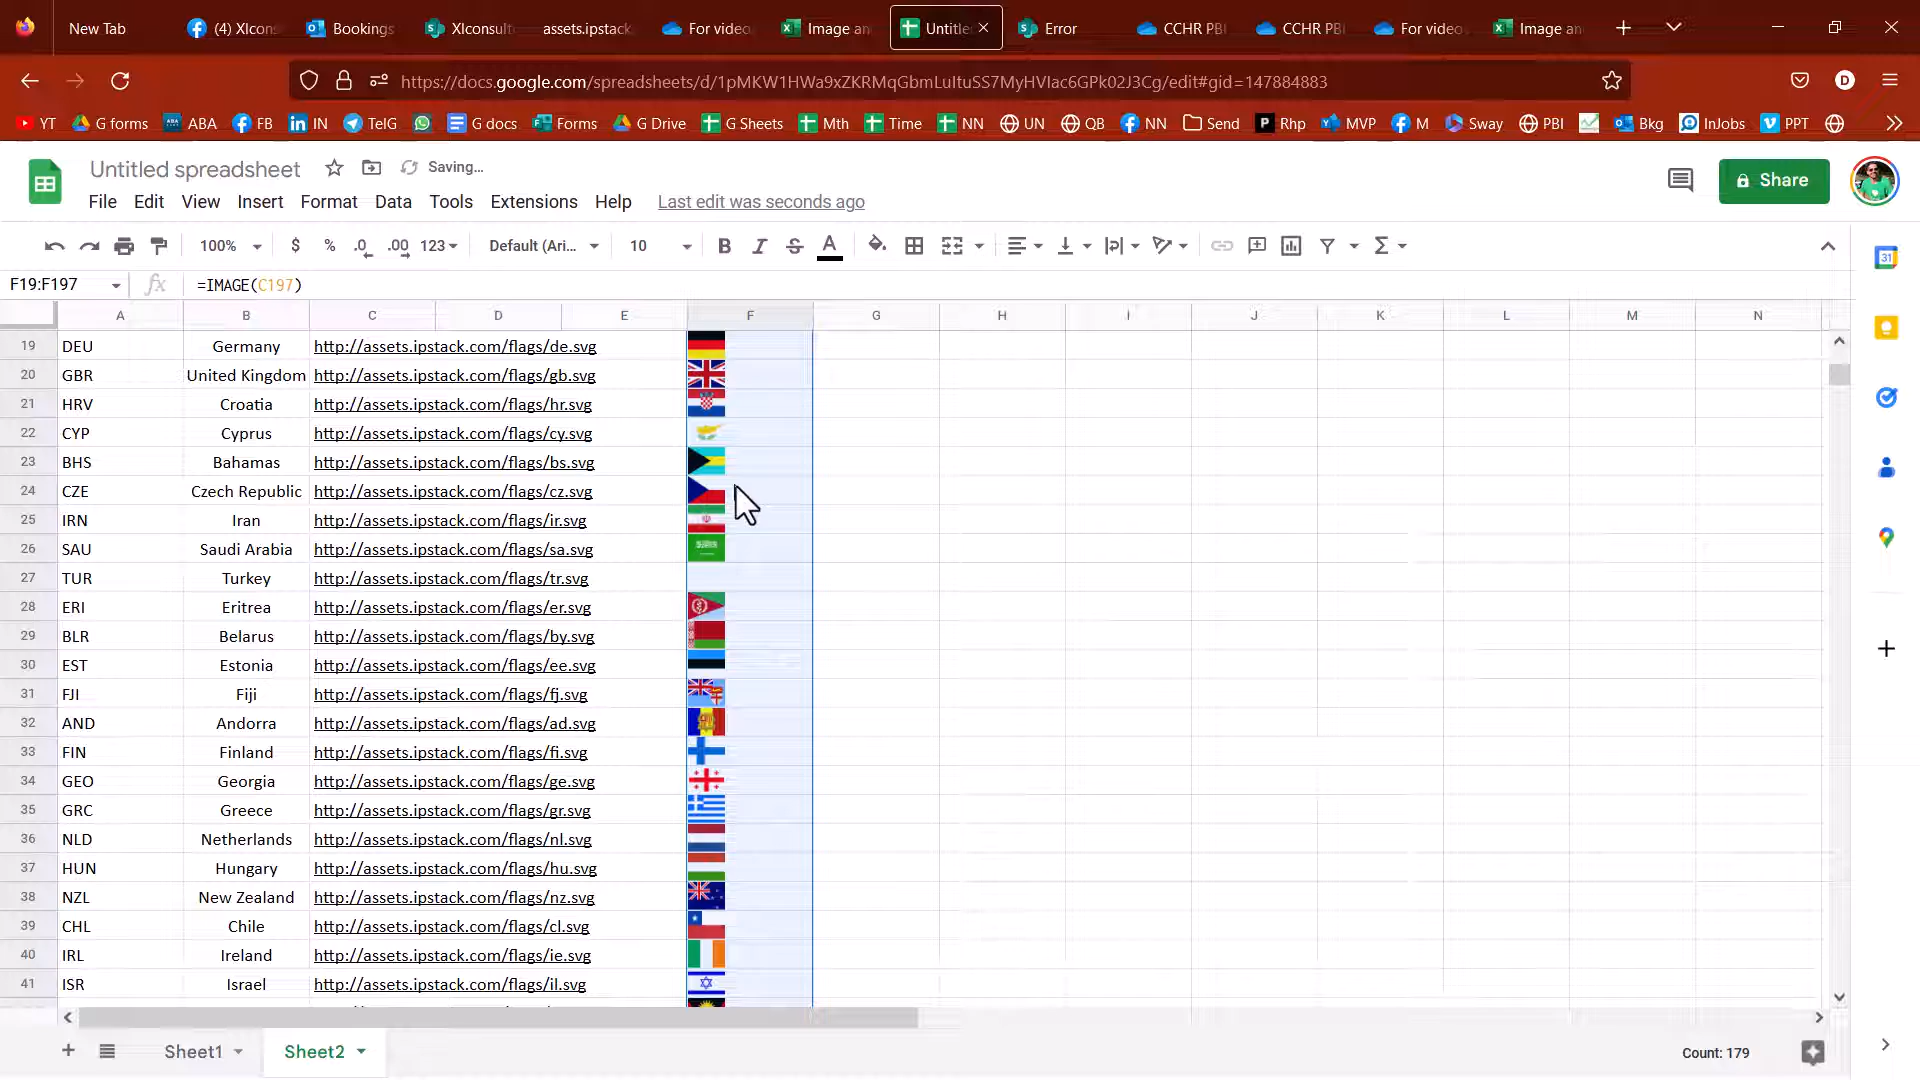 New Tab (4) XIcons Bookings XIconsult assets.ipstack. For video Image an Untitle Error CCHR PBI CCHR PBI For video Image an
https://docs.google.com/spreadsheets/d/1pMKW1HWa9xZKRMqGbmLuItuSS7MyHVIac6GPk02J3Cg/edit#gid=147884883 D
YT G forms ABA FB IN TelG G docs Forms G Drive G Sheets Mth Time NN UN QB NN Send Rhp MVP M Sway PBI Bkg InJobs PPT
Untitled spreadsheet Saving...
Share
File Edit View Insert Format Data Tools Extensions Help Last edit was seconds ago
100% $ % .0 .00 123 Default (Ari... 10 B I S A
31
F19:F197 fx =IMAGE(C197)
A B C D E F G H I J K L M N
19 DEU Germany http://assets.ipstack.com/flags/de.svg
20 GBR United Kingdom http://assets.ipstack.com/flags/gb.svg
21 HRV Croatia http://assets.ipstack.com/flags/hr.svg
22 CYP Cyprus http://assets.ipstack.com/flags/cy.svg
23 BHS Bahamas http://assets.ipstack.com/flags/bs.svg
24 CZE Czech Republic http://assets.ipstack.com/flags/cz.svg
25 IRN Iran http://assets.ipstack.com/flags/ir.svg
26 SAU Saudi Arabia http://assets.ipstack.com/flags/sa.svg
27 TUR Turkey http://assets.ipstack.com/flags/tr.svg
28 ERI Eritrea http://assets.ipstack.com/flags/er.svg
29 BLR Belarus http://assets.ipstack.com/flags/by.svg
30 EST Estonia http://assets.ipstack.com/flags/ee.svg
31 FJI Fiji http://assets.ipstack.com/flags/fj.svg
32 AND Andorra http://assets.ipstack.com/flags/ad.svg
33 FIN Finland http://assets.ipstack.com/flags/fi.svg
34 GEO Georgia http://assets.ipstack.com/flags/ge.svg
35 GRC Greece http://assets.ipstack.com/flags/gr.svg
36 NLD Netherlands http://assets.ipstack.com/flags/nl.svg
37 HUN Hungary http://assets.ipstack.com/flags/hu.svg
38 NZL New Zealand http://assets.ipstack.com/flags/nz.svg
39 CHL Chile http://assets.ipstack.com/flags/cl.svg
40 IRL Ireland http://assets.ipstack.com/flags/ie.svg
41 ISR Israel http://assets.ipstack.com/flags/il.svg
Sheet1 Sheet2 Count: 179